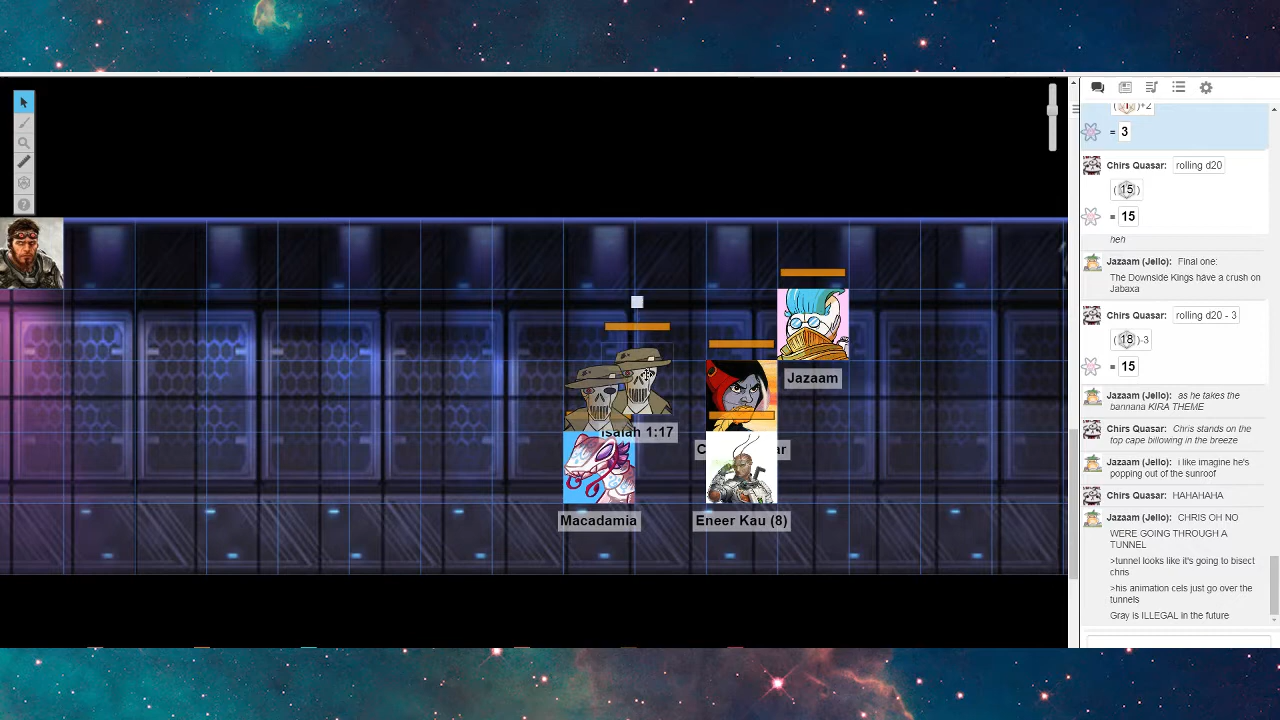 ( 1 )+2
= 3
Chirs Quasar: rolling d20
( 15 )
= 15
heh
Jazaam (Jello): Final one:
The Downside Kings have a crush on
Jabaxa
Chirs Quasar: rolling d20 - 3
( 18 )-3
= 15
Jazaam (Jello): as he takes the
bannana KIRA THEME
Chirs Quasar: Chris stands on the
top cape billowing in the breeze
Jazaam (Jello): i like imagine he's
popping out of the sunroof
Chirs Quasar: HAHAHAHA
Jazaam (Jello): CHRIS OH NO
WERE GOING THROUGH A
TUNNEL
>tunnel looks like it's going to bisect
chris
>his animation cels just go over the
tunnels
Gray is ILLEGAL in the future
Jazaam
Isaiah 1:17
C ar
Macadamia
Eneer Kau (8)